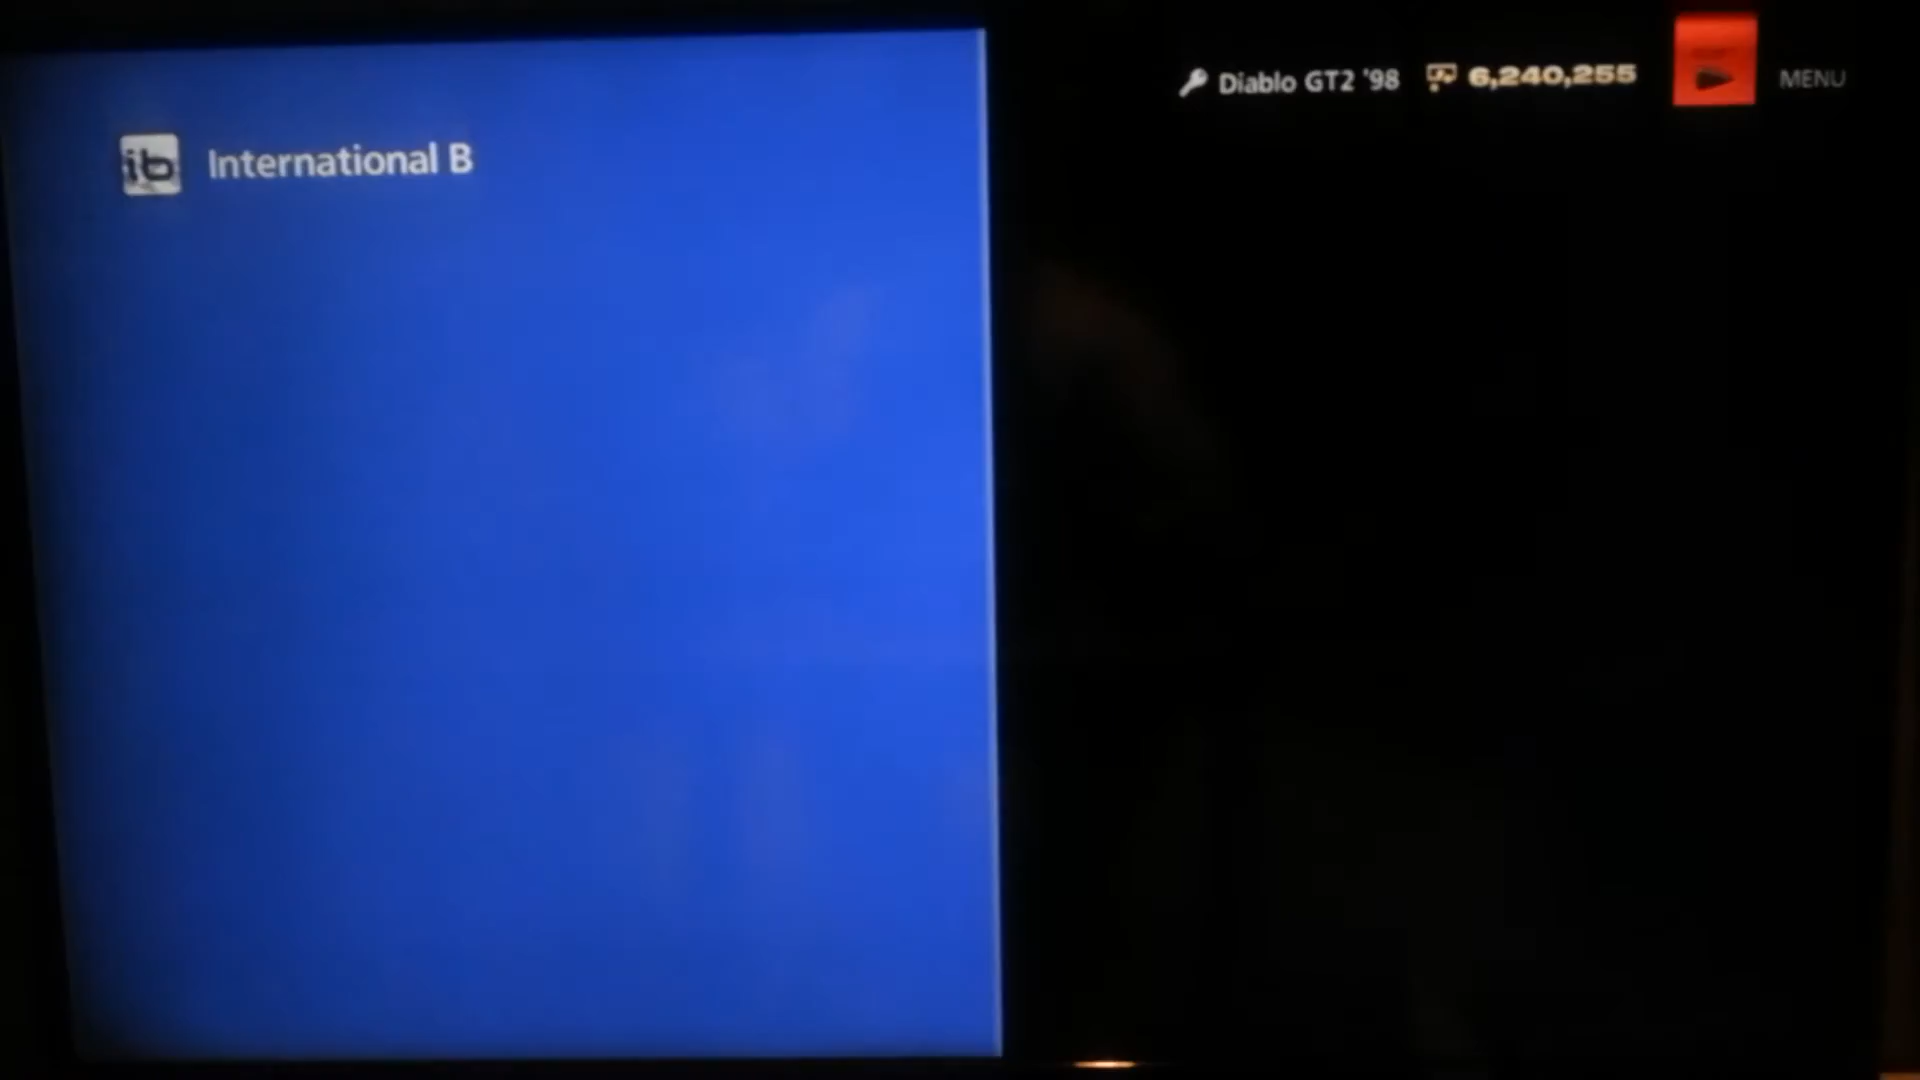 Diablo GT2 '98 6,240,255 MENU
ib International B